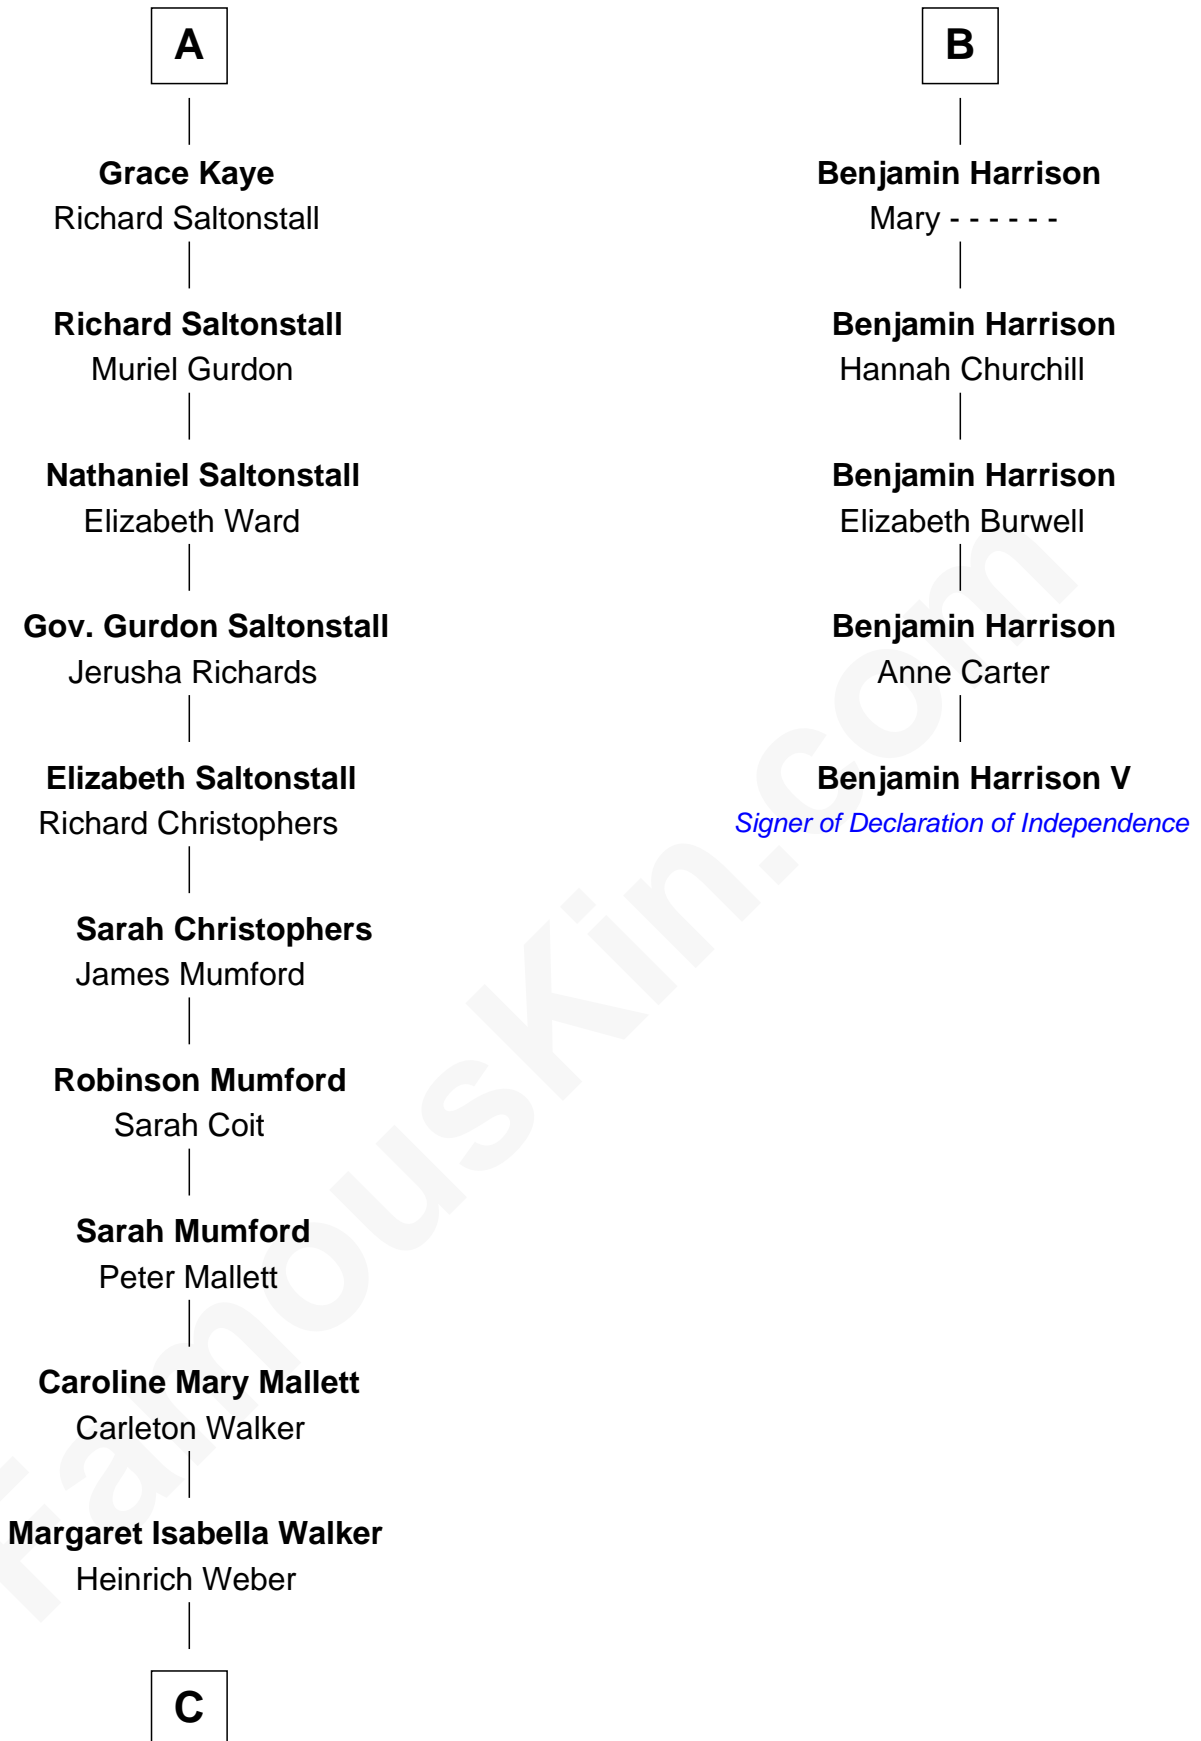 A
Grace Kaye
Richard Saltonstall
Richard Saltonstall
Muriel Gurdon
Nathaniel Saltonstall
Elizabeth Ward
Gov. Gurdon Saltonstall
Jerusha Richards
Elizabeth Saltonstall
Richard Christophers
Sarah Christophers
James Mumford
Robinson Mumford
Sarah Coit
Sarah Mumford
Peter Mallett
Caroline Mary Mallett
Carleton Walker
Margaret Isabella Walker
Heinrich Weber
C
B
Benjamin Harrison
Mary - - - - - -
Benjamin Harrison
Hannah Churchill
Benjamin Harrison
Elizabeth Burwell
Benjamin Harrison
Anne Carter
Benjamin Harrison V
Signer of Declaration of Independence
FamousKin.com